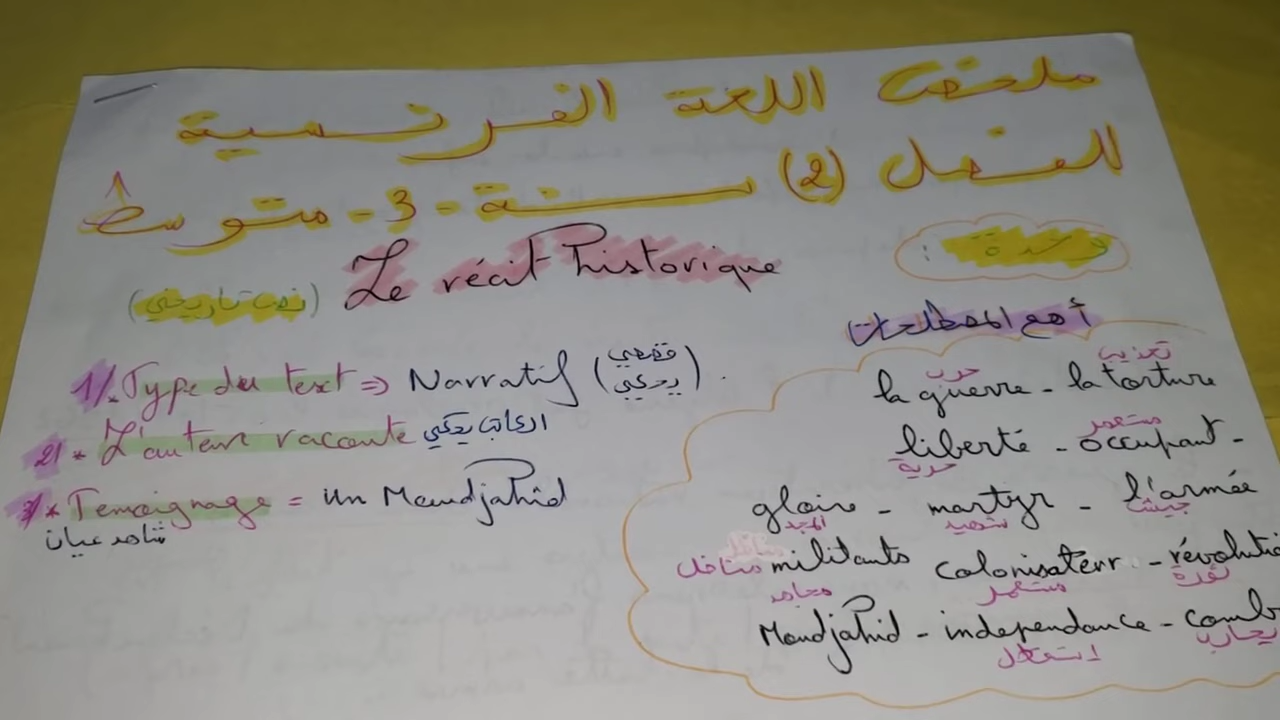 ملخص اللغة الفرنسية
للفصل (2) سنة - 3 - متوسط
وحدة :
Le récit historique (نص تاريخي)
1/. Type du text => Narratif (قصصي يحكي).
2/* L'auteur raconte الكاتب يحكي
3/* Temoignage = un Moudjahid
شاهد عيان
أهم المصطلحات
تعذيب
حرب
la guerre - la torture
مستعمر
liberté - occupant -
حرية
gloire - martyr - l'armée
المجد شهيد جيش
militants colonisateur - révoluti
مناضل مستعمر ثورة
مجاهد
Moudjahid - independance - comb
استقلال يحارب